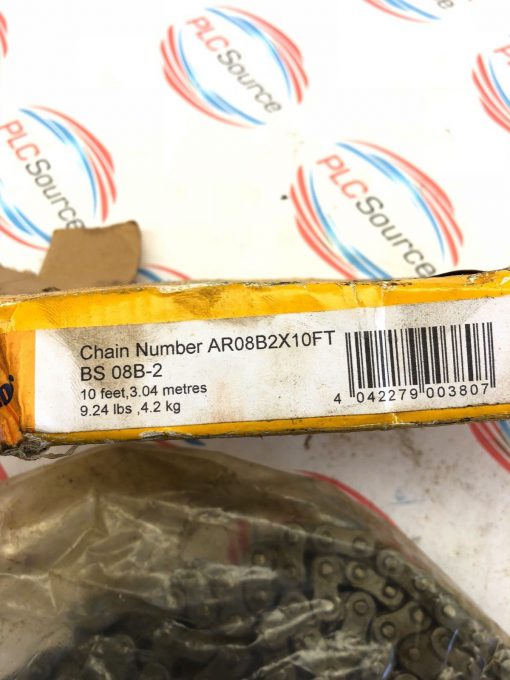 PLCSource
PLCSource
PLCSource
Chain Number AR08B2X10FT
BS 08B-2
10 feet,3.04 metres
9.24 lbs ,4.2 kg
4 042279 003807